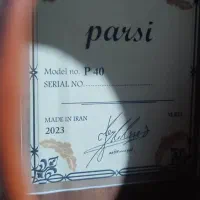 parsi
Model no. P 40
SERIAL NO
MADE IN IRAN
2023